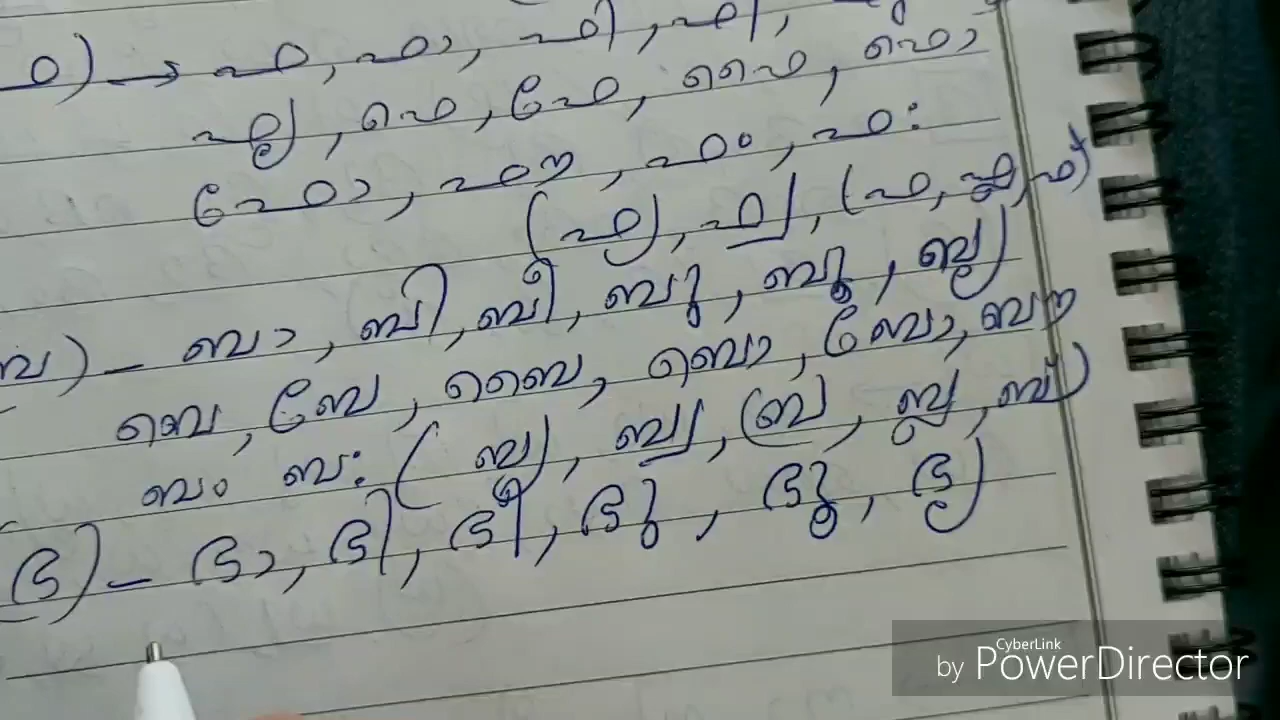 ഫ) → ഫ, ഫാ, ഫി, ഫീ,
ഫൃ, ഫെ, ഫേ, ഫൈ, ഫൊ
ഫോ, ഫൗ, ഫം, ഫഃ
(ഫ്വ, ഫ്യ, (ഫ, ഫ്ല, ഫ്)
ബ) – ബാ, ബി, ബീ, ബു, ബൂ, ബൃ
ബെ, ബേ, ബൈ, ബൊ, ബോ, ബൗ
ബം ബഃ (ബ്വ, ബ്യ, ബ്ര, ബ്ല, ബ്)
ഭ) – ഭാ, ഭി, ഭീ, ഭു, ഭൂ, ഭൃ
CyberLink
by PowerDirector